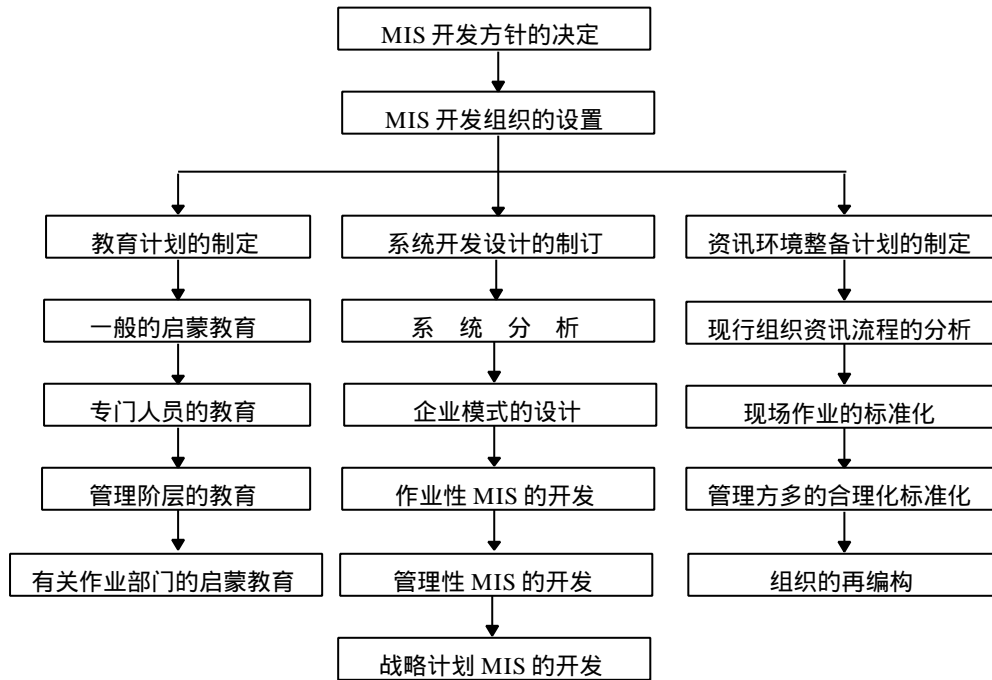 MIS 开发方针的决定
MIS 开发组织的设置
教育计划的制定
系统开发设计的制订
资讯环境整备计划的制定
一般的启蒙教育
系 统 分 析
现行组织资讯流程的分析
专门人员的教育
企业模式的设计
现场作业的标准化
管理阶层的教育
作业性 MIS 的开发
管理方多的合理化标准化
有关作业部门的启蒙教育
管理性 MIS 的开发
组织的再编构
战略计划 MIS 的开发